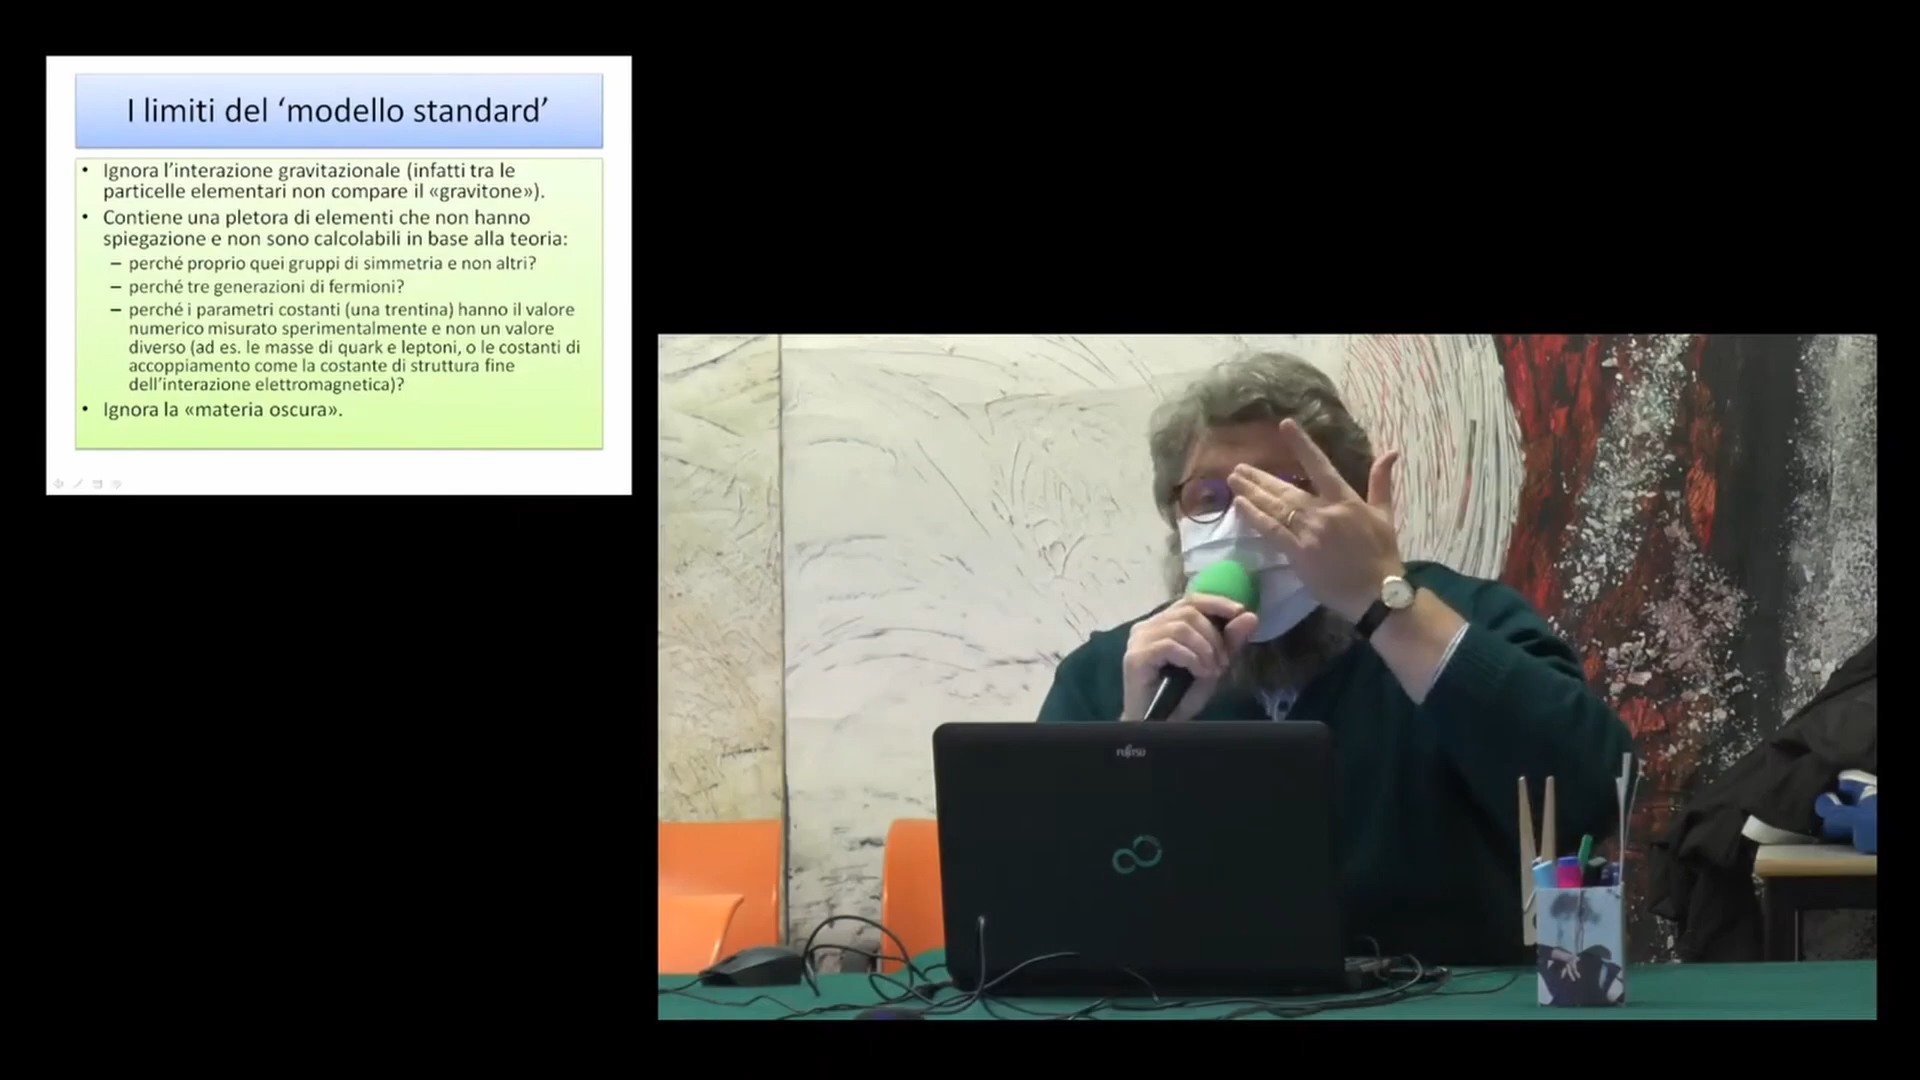 I limiti del ‘modello standard’
• Ignora l’interazione gravitazionale (infatti tra le
particelle elementari non compare il «gravitone»).
• Contiene una pletora di elementi che non hanno
spiegazione e non sono calcolabili in base alla teoria:
– perché proprio quei gruppi di simmetria e non altri?
– perché tre generazioni di fermioni?
– perché i parametri costanti (una trentina) hanno il valore
numerico misurato sperimentalmente e non un valore
diverso (ad es. le masse di quark e leptoni, o le costanti di
accoppiamento come la costante di struttura fine
dell’interazione elettromagnetica)?
• Ignora la «materia oscura».
FUJITSU